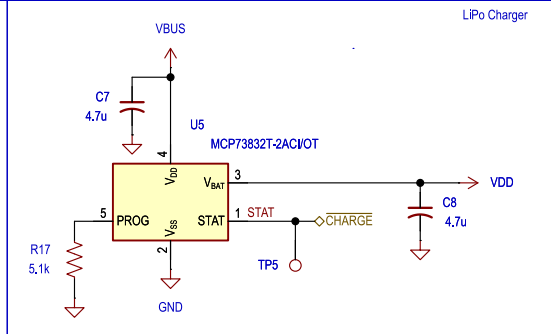 LiPo Charger
VBUS
C7
4.7u
U5
MCP73832T-2ACI/OT
4
VDD
VBAT
3
VDD
C8
4.7u
5
PROG
VSS
STAT
1
STAT
CHARGE
2
R17
5.1k
TP5
GND